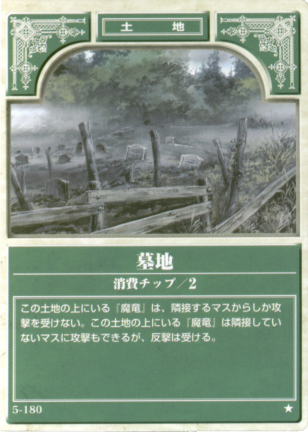 土　地
墓地
消費チップ／2
この土地の上にいる『魔竜』は、隣接するマスからしか攻
撃を受けない。この土地の上にいる『魔竜』は隣接してい
ないマスに攻撃もできるが、反撃は受ける。
5-180
★